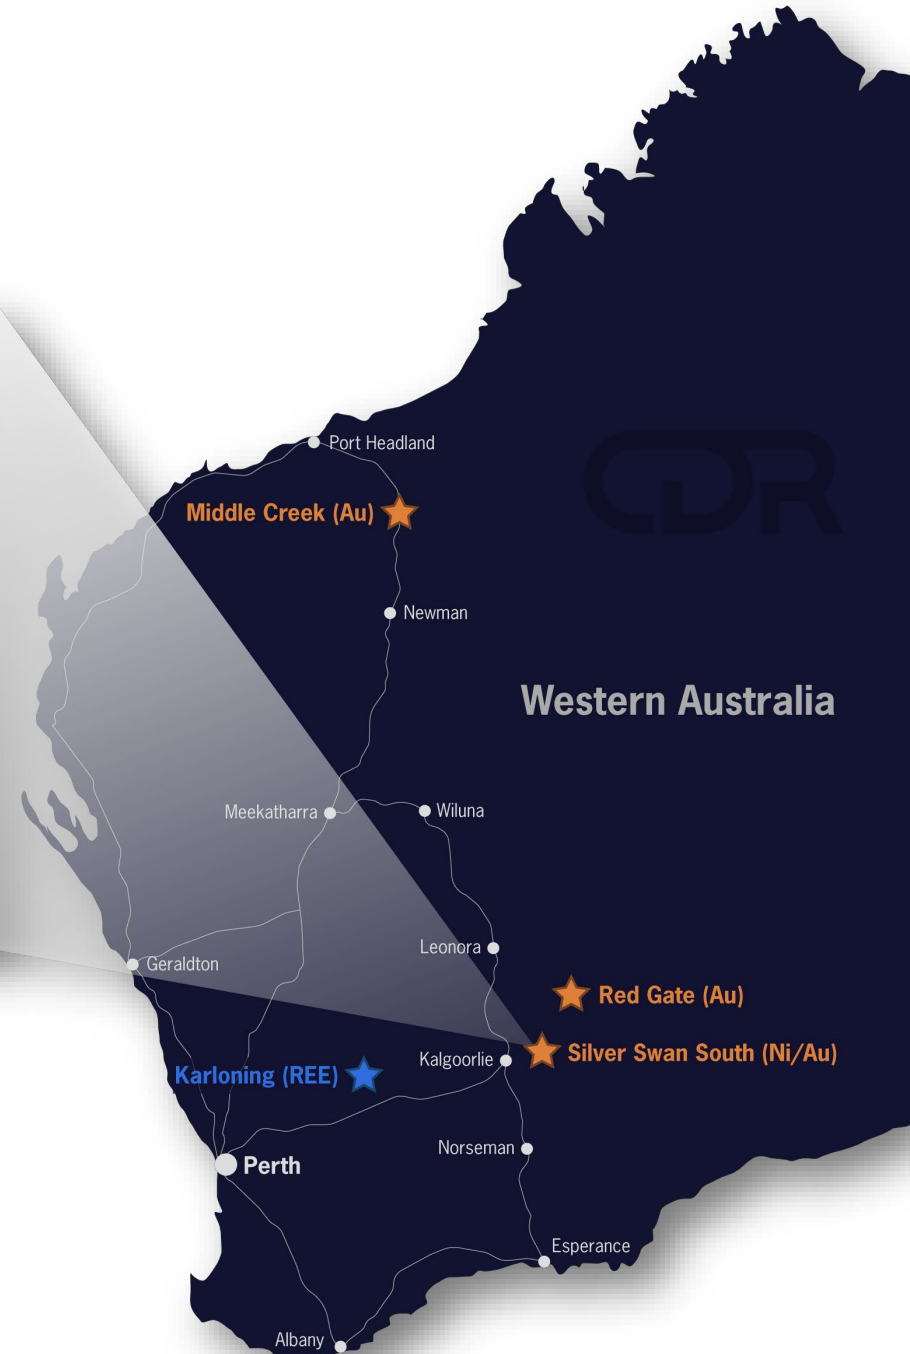 Port Headland
CDR
Middle Creek (Au)
Newman
Western Australia
Meekatharra
Wiluna
Leonora
Geraldton
Red Gate (Au)
Silver Swan South (Ni/Au)
Kalgoorlie
Karloning (REE)
Norseman
Perth
Esperance
Albany